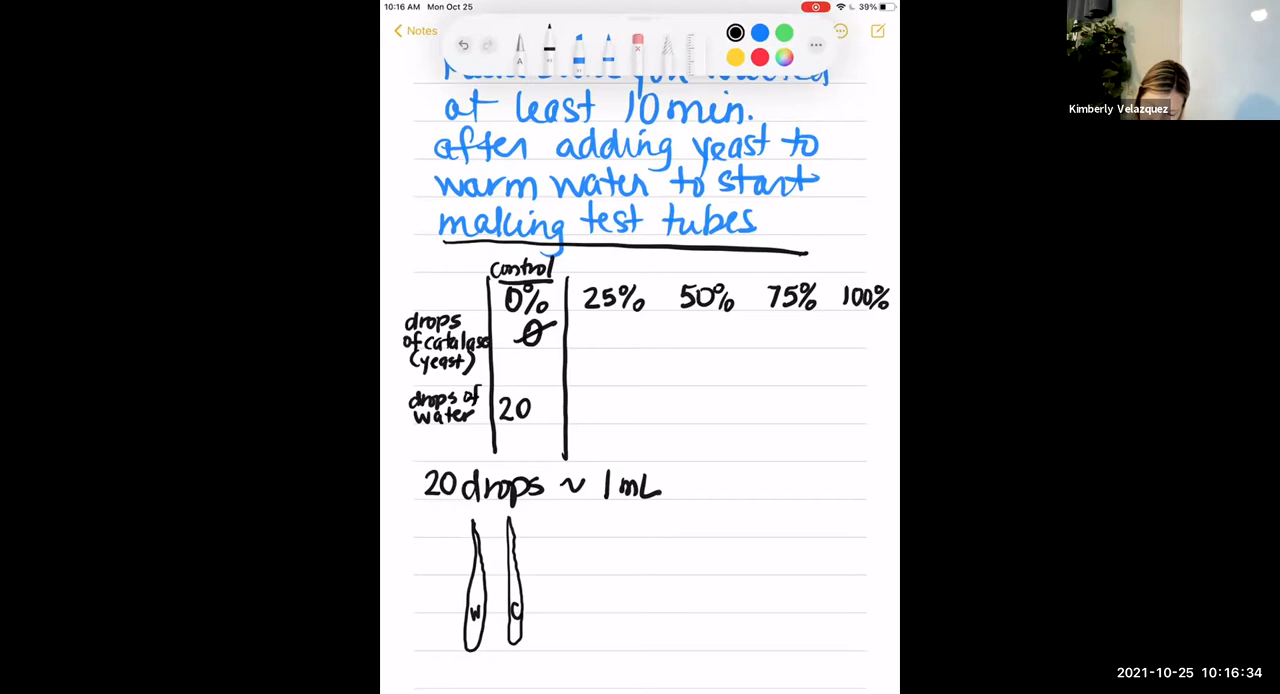 10:16 AM Mon Oct 25
39%
Notes
at least 10 min.
after adding yeast to
warm water to start
making test tubes
control
0% 25% 50% 75% 100%
drops
of catalase
(yeast)
0
drops of
water
20
20 drops ~ 1 mL
W C
Kimberly Velazquez
2021-10-25 10:16:34